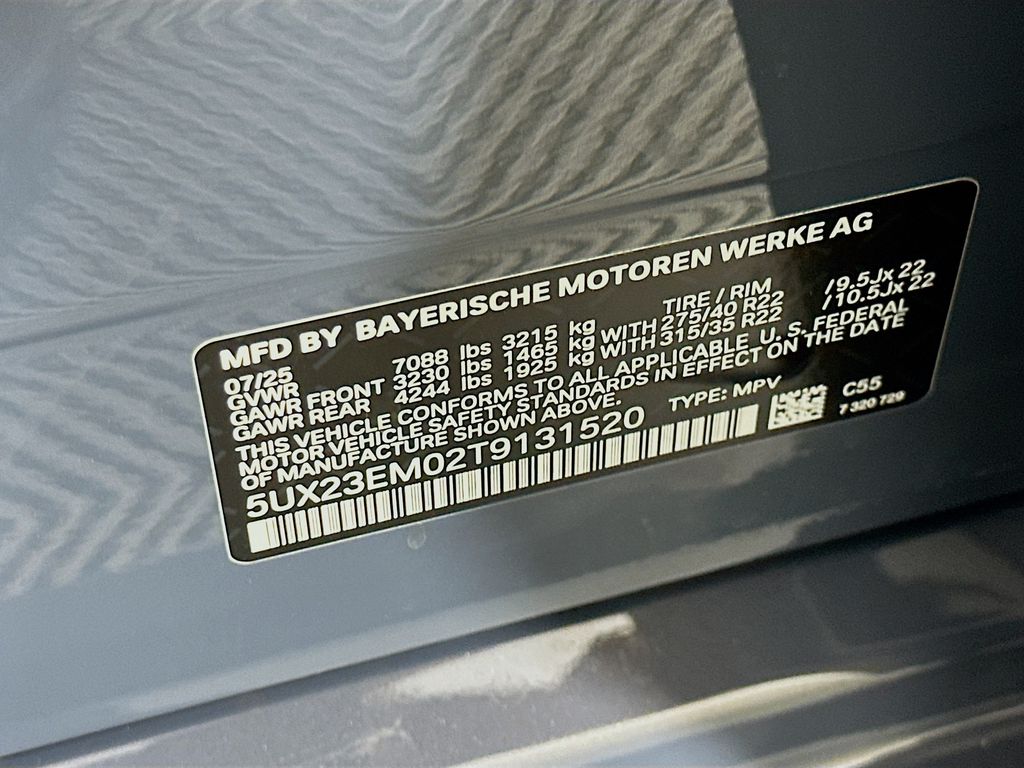 MFD BY BAYERISCHE MOTOREN WERKE AG
07/25 TIRE / RIM
GVWR 7088 lbs 3215 kg
GAWR FRONT 3230 lbs 1465 kg WITH 275/40 R22 /9.5Jx 22
GAWR REAR 4244 lbs 1925 kg WITH 315/35 R22 /10.5Jx 22
THIS VEHICLE CONFORMS TO ALL APPLICABLE U. S. FEDERAL
MOTOR VEHICLE SAFETY STANDARDS IN EFFECT ON THE DATE
OF MANUFACTURE SHOWN ABOVE.
5UX23EM02T9131520 TYPE: MPV C55
7 320 729